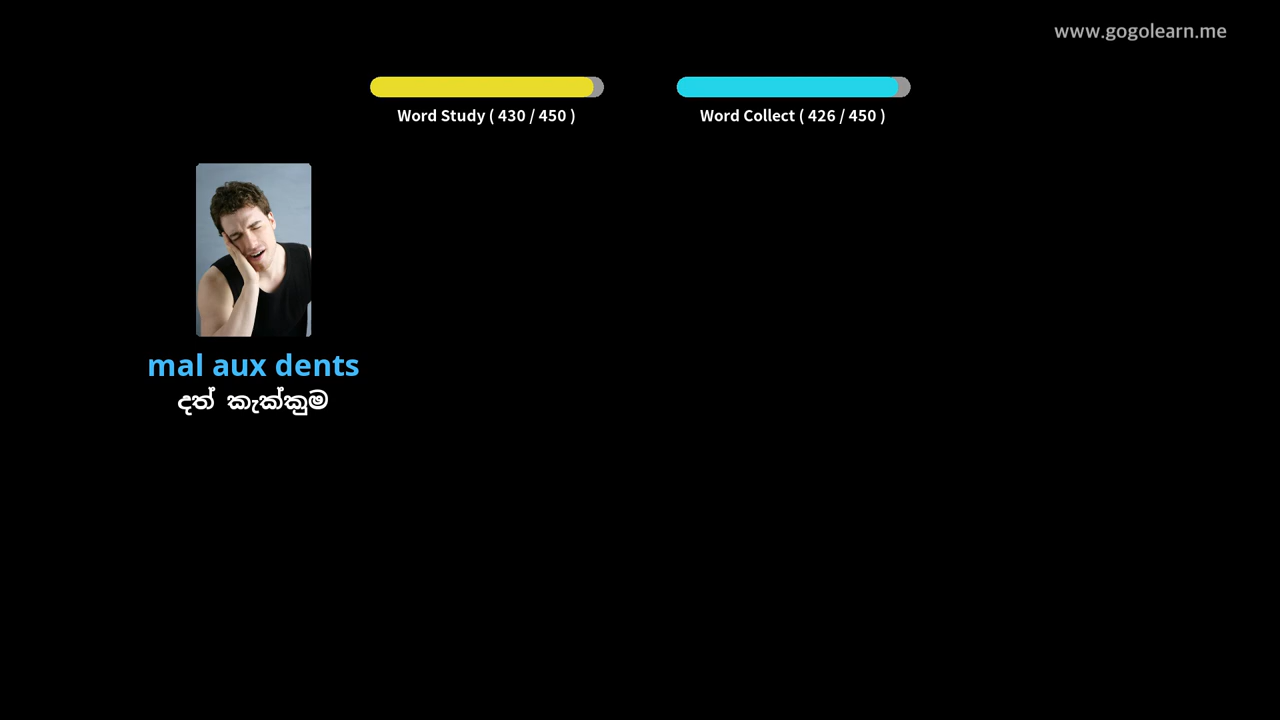 www.gogolearn.me
Word Study ( 430 / 450 )
Word Collect ( 426 / 450 )
mal aux dents
දත් කැක්කුම